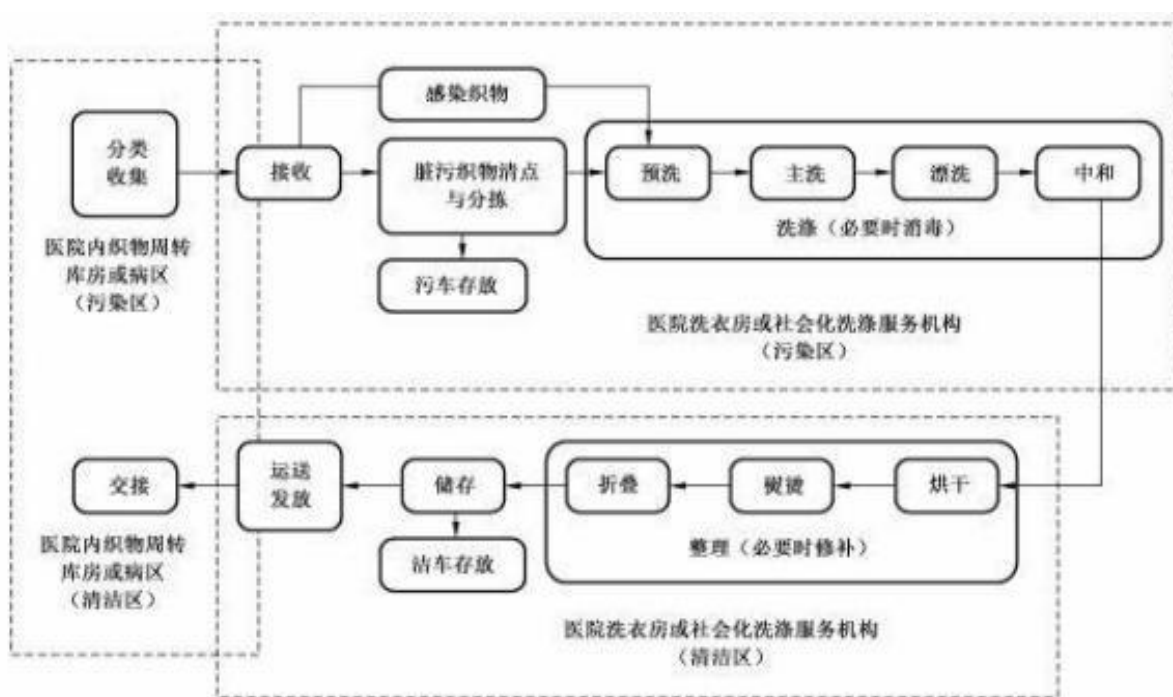 感染织物
分类
收集
接收
脏污织物清点
与分拣
预洗
主洗
漂洗
中和
洗涤（必要时消毒）
医院内织物周转
库房或病区
（污染区）
污车存放
医院洗衣房或社会化洗涤服务机构
（污染区）
交接
运送
发放
储存
折叠
熨烫
烘干
整理（必要时修补）
医院内织物周转
库房或病区
（清洁区）
洁车存放
医院洗衣房或社会化洗涤服务机构
（清洁区）